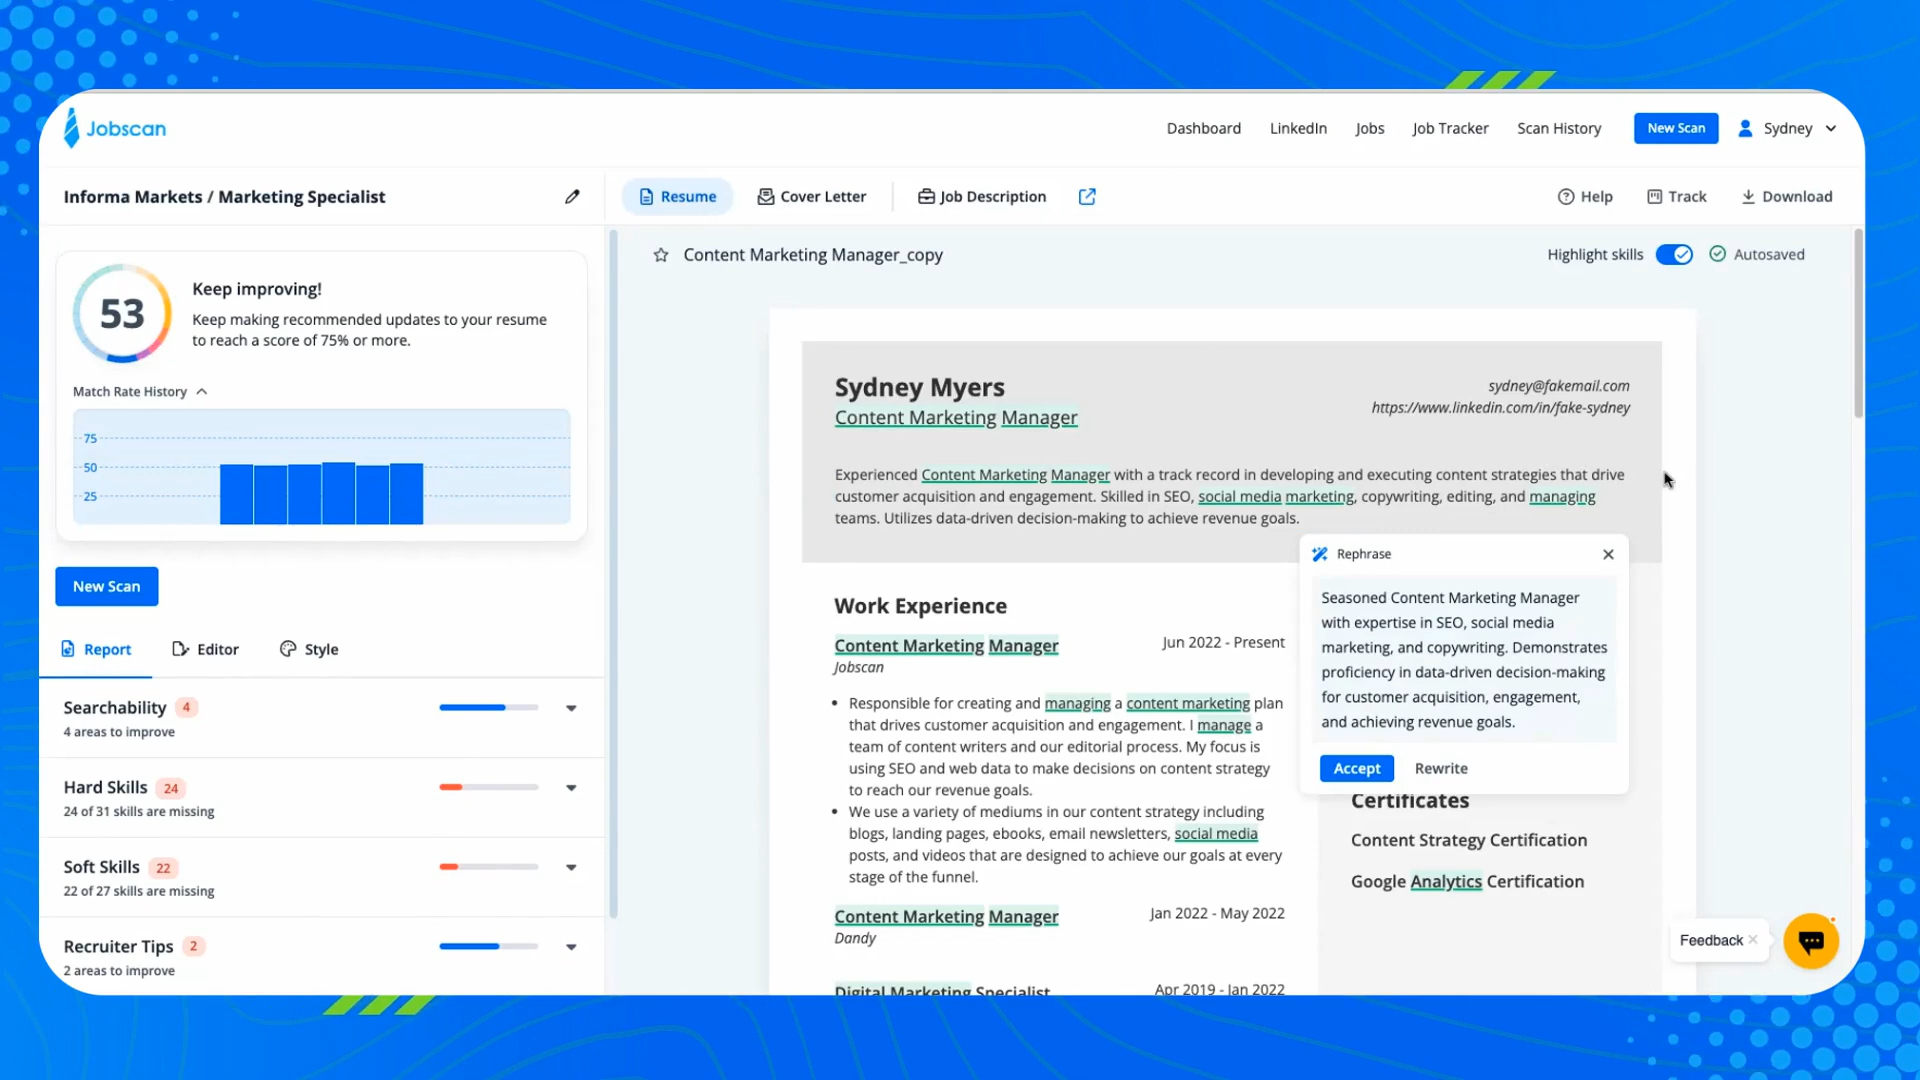 Jobscan
Dashboard
LinkedIn
Jobs
Job Tracker
Scan History
New Scan
Sydney
Informa Markets / Marketing Specialist
Resume
Cover Letter
Job Description
Help
Track
Download
53
Keep improving!
Keep making recommended updates to your resume
to reach a score of 75% or more.
Match Rate History
75
50
25
New Scan
Report
Editor
Style
Searchability 4
4 areas to improve
Hard Skills 24
24 of 31 skills are missing
Soft Skills 22
22 of 27 skills are missing
Recruiter Tips 2
2 areas to improve
Content Marketing Manager_copy
Highlight skills
Autosaved
Sydney Myers
Content Marketing Manager
sydney@fakemail.com
https://www.linkedin.com/in/fake-sydney
Experienced Content Marketing Manager with a track record in developing and executing content strategies that drive
customer acquisition and engagement. Skilled in SEO, social media marketing, copywriting, editing, and managing
teams. Utilizes data-driven decision-making to achieve revenue goals.
Work Experience
Content Marketing Manager
Jun 2022 - Present
Jobscan
• Responsible for creating and managing a content marketing plan
that drives customer acquisition and engagement. I manage a
team of content writers and our editorial process. My focus is
using SEO and web data to make decisions on content strategy
to reach our revenue goals.
• We use a variety of mediums in our content strategy including
blogs, landing pages, ebooks, email newsletters, social media
posts, and videos that are designed to achieve our goals at every
stage of the funnel.
Content Marketing Manager
Jan 2022 - May 2022
Dandy
Digital Marketing Specialist
Apr 2019 - Jan 2022
Rephrase
Seasoned Content Marketing Manager
with expertise in SEO, social media
marketing, and copywriting. Demonstrates
proficiency in data-driven decision-making
for customer acquisition, engagement,
and achieving revenue goals.
Accept
Rewrite
Certificates
Content Strategy Certification
Google Analytics Certification
Feedback